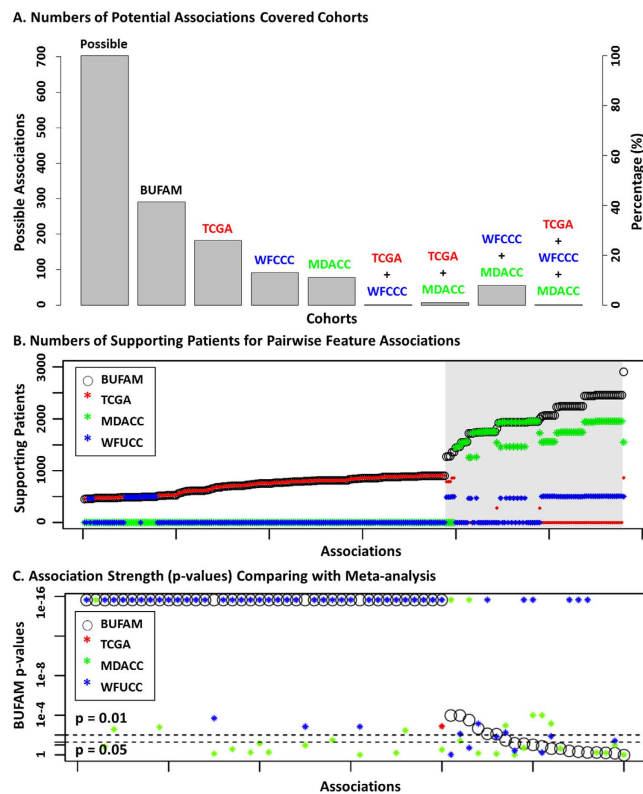 A. Numbers of Potential Associations Covered Cohorts
Possible Associations
700
600
500
400
300
200
100
0
Possible
BUFAM
TCGA
WFCCC
MDACC
TCGA
+
WFCCC
TCGA
+
MDACC
WFCCC
+
MDACC
TCGA
+
WFCCC
+
MDACC
100
80
60
40
20
0
Percentage (%)
Cohorts
B. Numbers of Supporting Patients for Pairwise Feature Associations
Supporting Patients
3000
2000
1000
0
BUFAM
TCGA
MDACC
WFUCC
Associations
C. Association Strength (p-values) Comparing with Meta-analysis
BUFAM p-values
1e-16
1e-8
1e-4
1
BUFAM
TCGA
MDACC
WFUCC
p = 0.01
p = 0.05
Associations